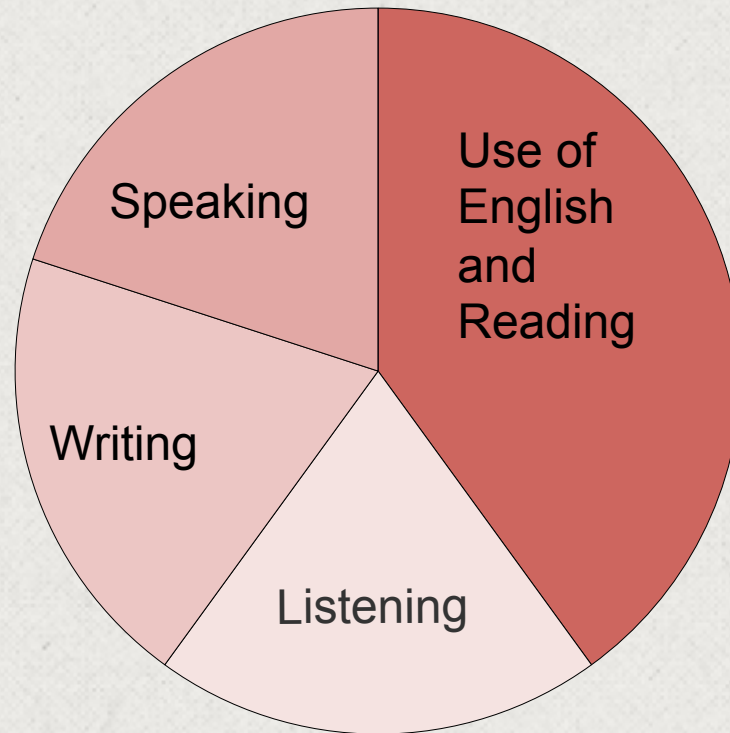 Use of
English
and
Reading
Speaking
Writing
Listening